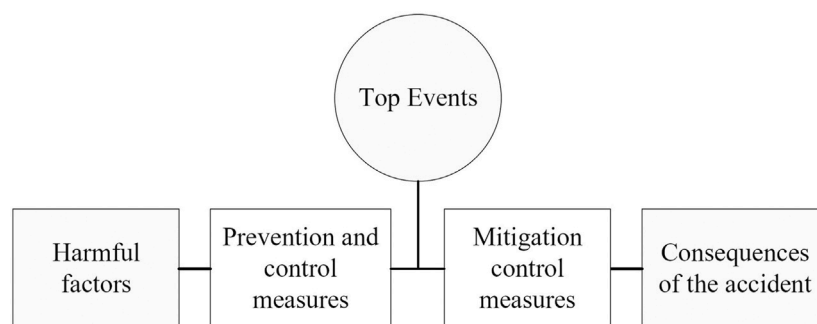 Top Events
Harmful
factors
Prevention and
control
measures
Mitigation
control
measures
Consequences
of the accident